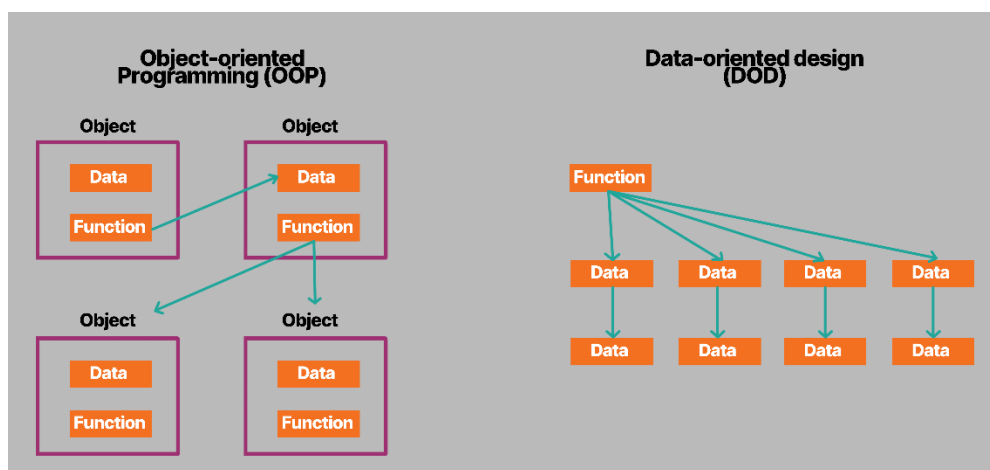 Object-oriented
Programming (OOP)
Object
Object
Data
Data
Function
Function
Object
Object
Data
Data
Function
Function
Data-oriented design
(DOD)
Function
Data
Data
Data
Data
Data
Data
Data
Data